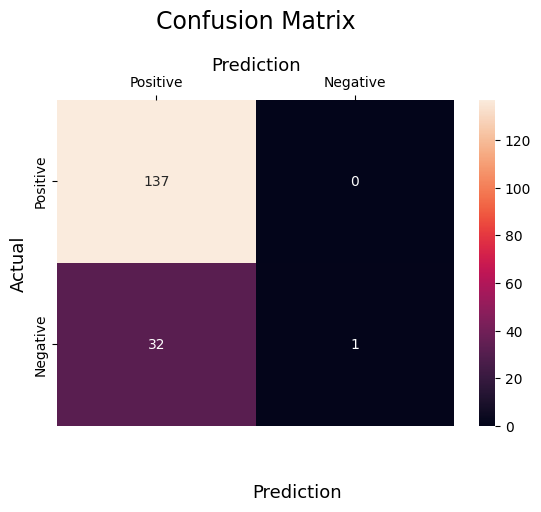 Confusion Matrix
Prediction
Positive Negative
Positive
137 0
120
100
80
60
40
20
0
Actual
Negative
32 1
Prediction